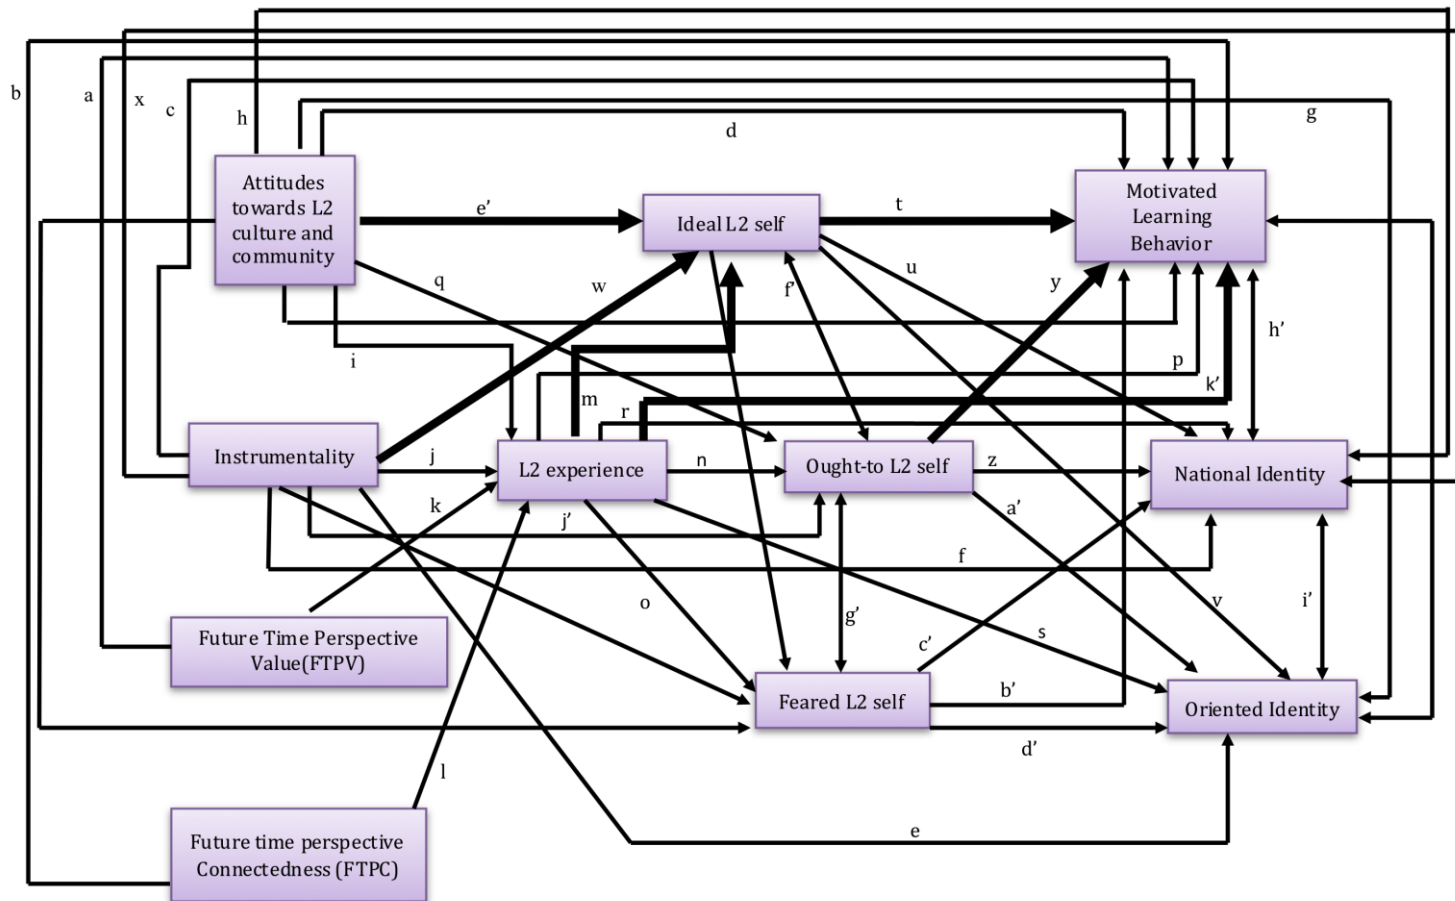 h
b
a
x
c
h
d
g
Attitudes
towards L2
culture and
community
e’
Ideal L2 self
t
Motivated
Learning
Behavior
q
w
f’
u
y
h’
i
m
r
p
k’
Instrumentality
j
L2 experience
n
Ought-to L2 self
z
National Identity
k
j’
a’
f
o
g’
c’
s
v
i’
Future Time Perspective
Value(FTPV)
Feared L2 self
b’
Oriented Identity
d’
l
Future time perspective
Connectedness (FTPC)
e